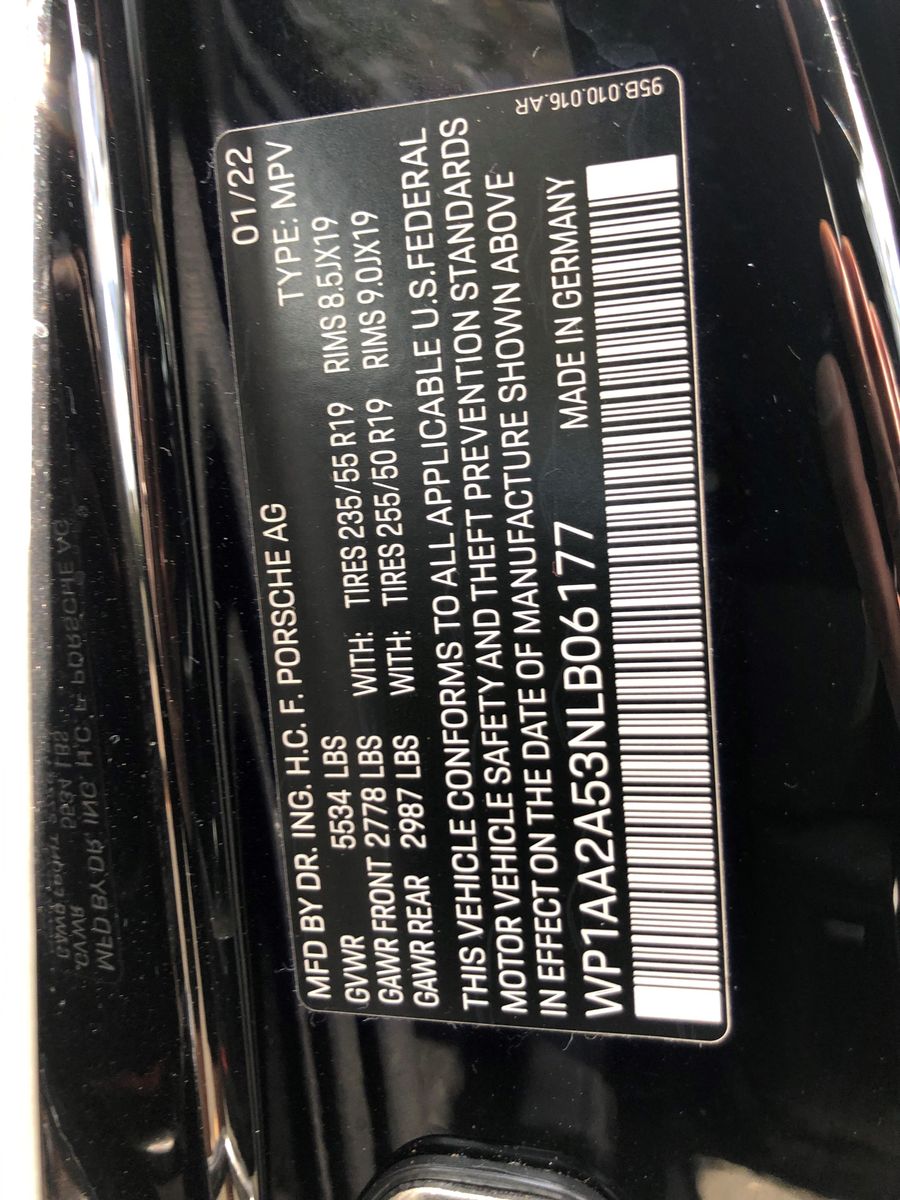 MFD BY DR. ING. H.C. F. PORSCHE AG 01/22
GVWR 5534 LBS TYPE: MPV
GAWR FRONT 2778 LBS WITH: TIRES 235/55 R19 RIMS 8.5JX19
GAWR REAR 2987 LBS WITH: TIRES 255/50 R19 RIMS 9.0JX19
THIS VEHICLE CONFORMS TO ALL APPLICABLE U.S.FEDERAL
MOTOR VEHICLE SAFETY AND THEFT PREVENTION STANDARDS
IN EFFECT ON THE DATE OF MANUFACTURE SHOWN ABOVE
WP1AA2A53NLB06177 MADE IN GERMANY
95B.010.016.AR